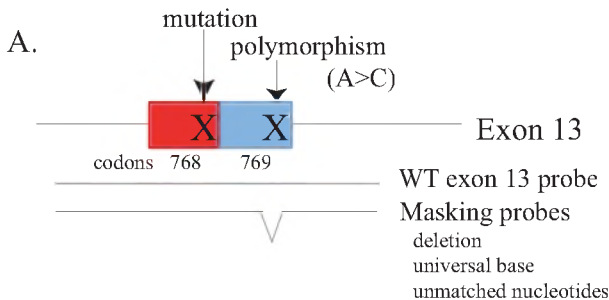 A.
mutation
polymorphism
(A>C)
X X
Exon 13
codons 768 769
WT exon 13 probe
Masking probes
deletion
universal base
unmatched nucleotides